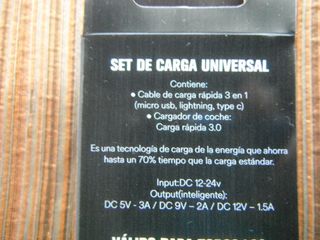 SET DE CARGA UNIVERSAL
Contiene:
• Cable de carga rápida 3 en 1
(micro usb, lightning, type c)
• Cargador de coche:
Carga rápida 3.0
Es una tecnología de carga de la energía que ahorra
hasta un 70% tiempo que la carga estándar.
Input:DC 12-24v
Output(inteligente):
DC 5V - 3A / DC 9V – 2A / DC 12V – 1.5A
VÁLIDO PARA